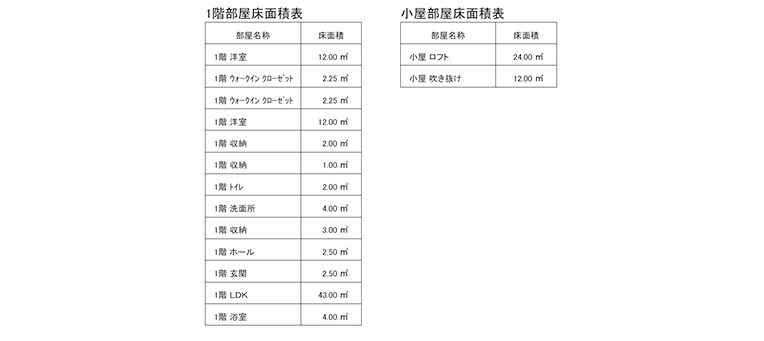 1階部屋床面積表
部屋名称 床面積
1階 洋室 12.00 ㎡
1階 ｳｫｰｸｲﾝ ｸﾛｰｾﾞｯﾄ 2.25 ㎡
1階 ｳｫｰｸｲﾝ ｸﾛｰｾﾞｯﾄ 2.25 ㎡
1階 洋室 12.00 ㎡
1階 収納 2.00 ㎡
1階 収納 1.00 ㎡
1階 ﾄｲﾚ 2.00 ㎡
1階 洗面所 4.00 ㎡
1階 収納 3.00 ㎡
1階 ホール 2.50 ㎡
1階 玄関 2.50 ㎡
1階 LDK 43.00 ㎡
1階 浴室 4.00 ㎡
小屋部屋床面積表
部屋名称 床面積
小屋 ロフト 24.00 ㎡
小屋 吹き抜け 12.00 ㎡